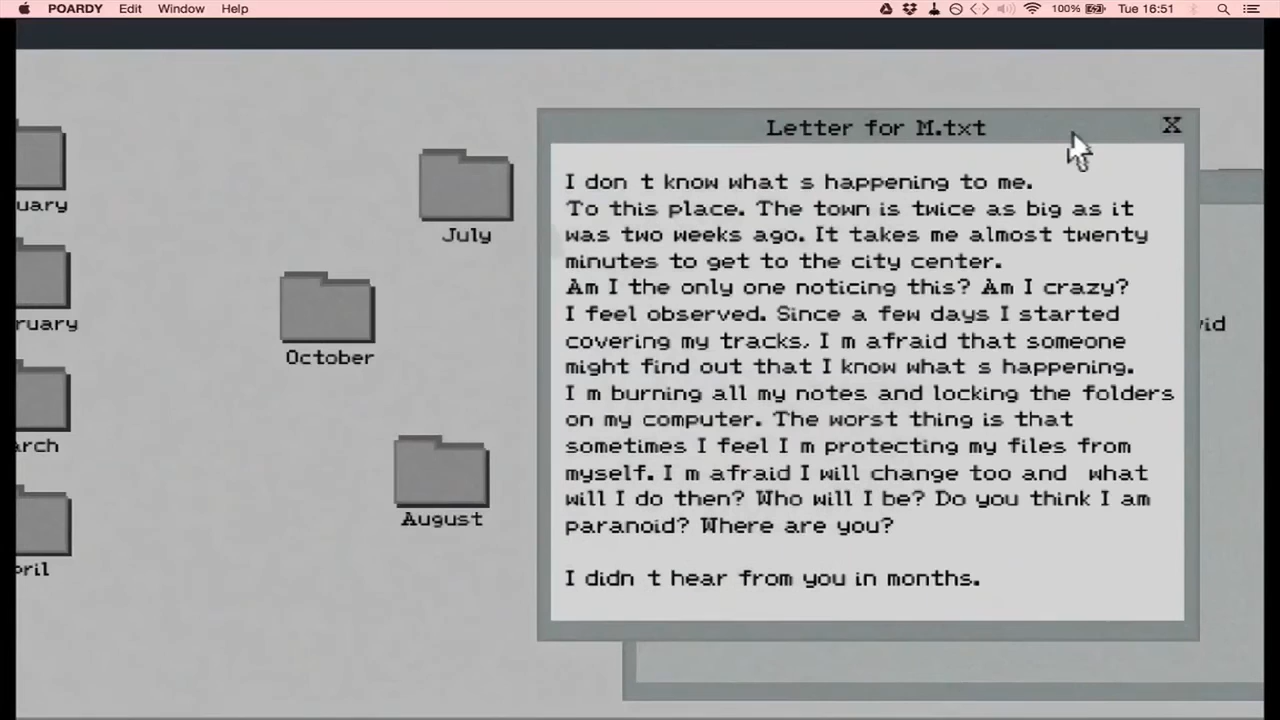 POARDY Edit Window Help 100% Tue 16:51
Letter for M.txt X
I don t know what s happening to me.
To this place. The town is twice as big as it
was two weeks ago. It takes me almost twenty
minutes to get to the city center.
Am I the only one noticing this? Am I crazy?
I feel observed. Since a few days I started
covering my tracks, I m afraid that someone
might find out that I know what s happening.
I m burning all my notes and locking the folders
on my computer. The worst thing is that
sometimes I feel I m protecting my files from
myself. I m afraid I will change too and  what
will I do then? Who will I be? Do you think I am
paranoid? Where are you?
I didn t hear from you in months.
uary
ruary
arch
pril
July
October
August
vid